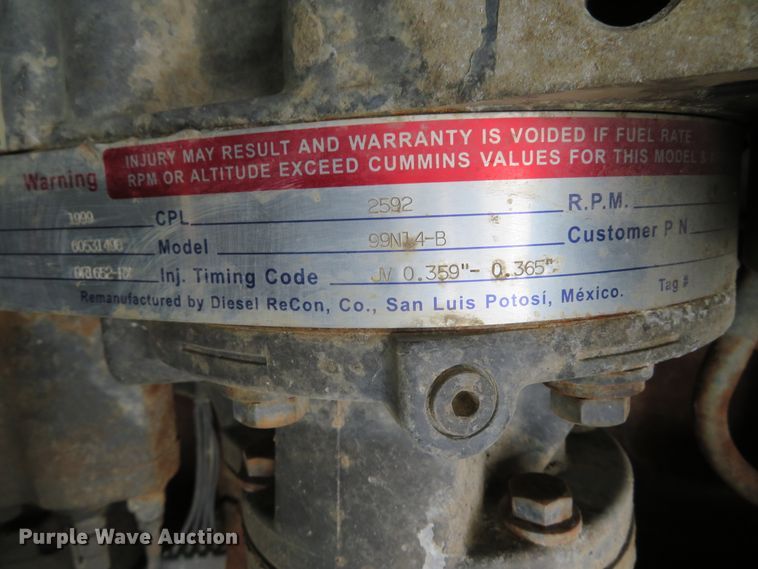 Warning
INJURY MAY RESULT AND WARRANTY IS VOIDED IF FUEL RATE
RPM OR ALTITUDE EXCEED CUMMINS VALUES FOR THIS MODEL &
1999 CPL 2592 R.P.M.
60531498 Model 99N14-B Customer P N
Inj. Timing Code JV 0.359"- 0.365"
Remanufactured by Diesel ReCon, Co., San Luis Potosí, México. Tag #
Purple Wave Auction